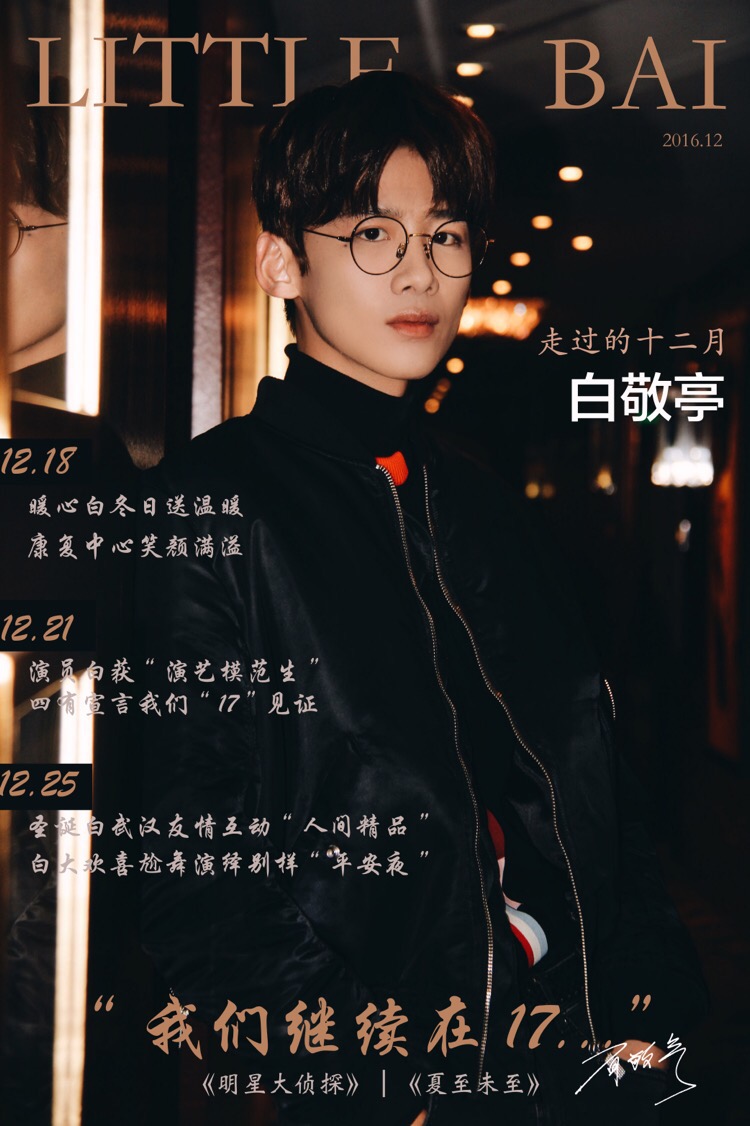 LITTLE BAI
2016.12
走过的十二月
白敬亭
12.18
暖心白冬日送温暖
康复中心笑颜满溢
12.21
演员白获“演艺模范生”
四有宣言我们“17”见证
12.25
圣诞白武汉友情互动“人间精品”
白大欢喜尬舞演绎别样“平安夜”
“我们继续在17...”
《明星大侦探》 | 《夏至未至》